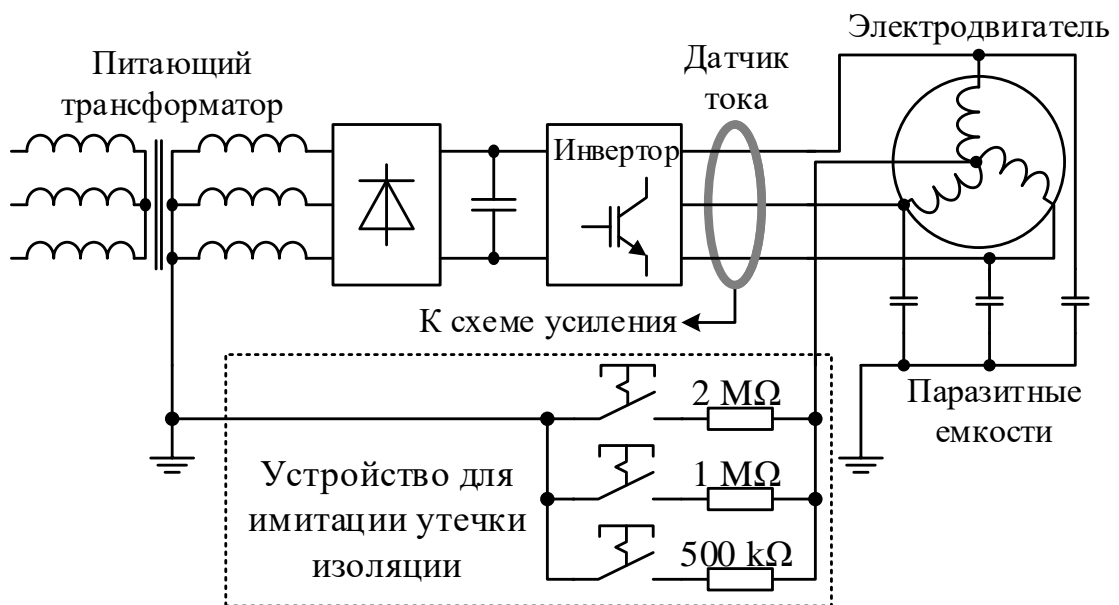 Электродвигатель
Питающий
трансформатор
Датчик
тока
Инвертор
К схеме усиления
Паразитные
емкости
2 MΩ
1 MΩ
500 kΩ
Устройство для
имитации утечки
изоляции